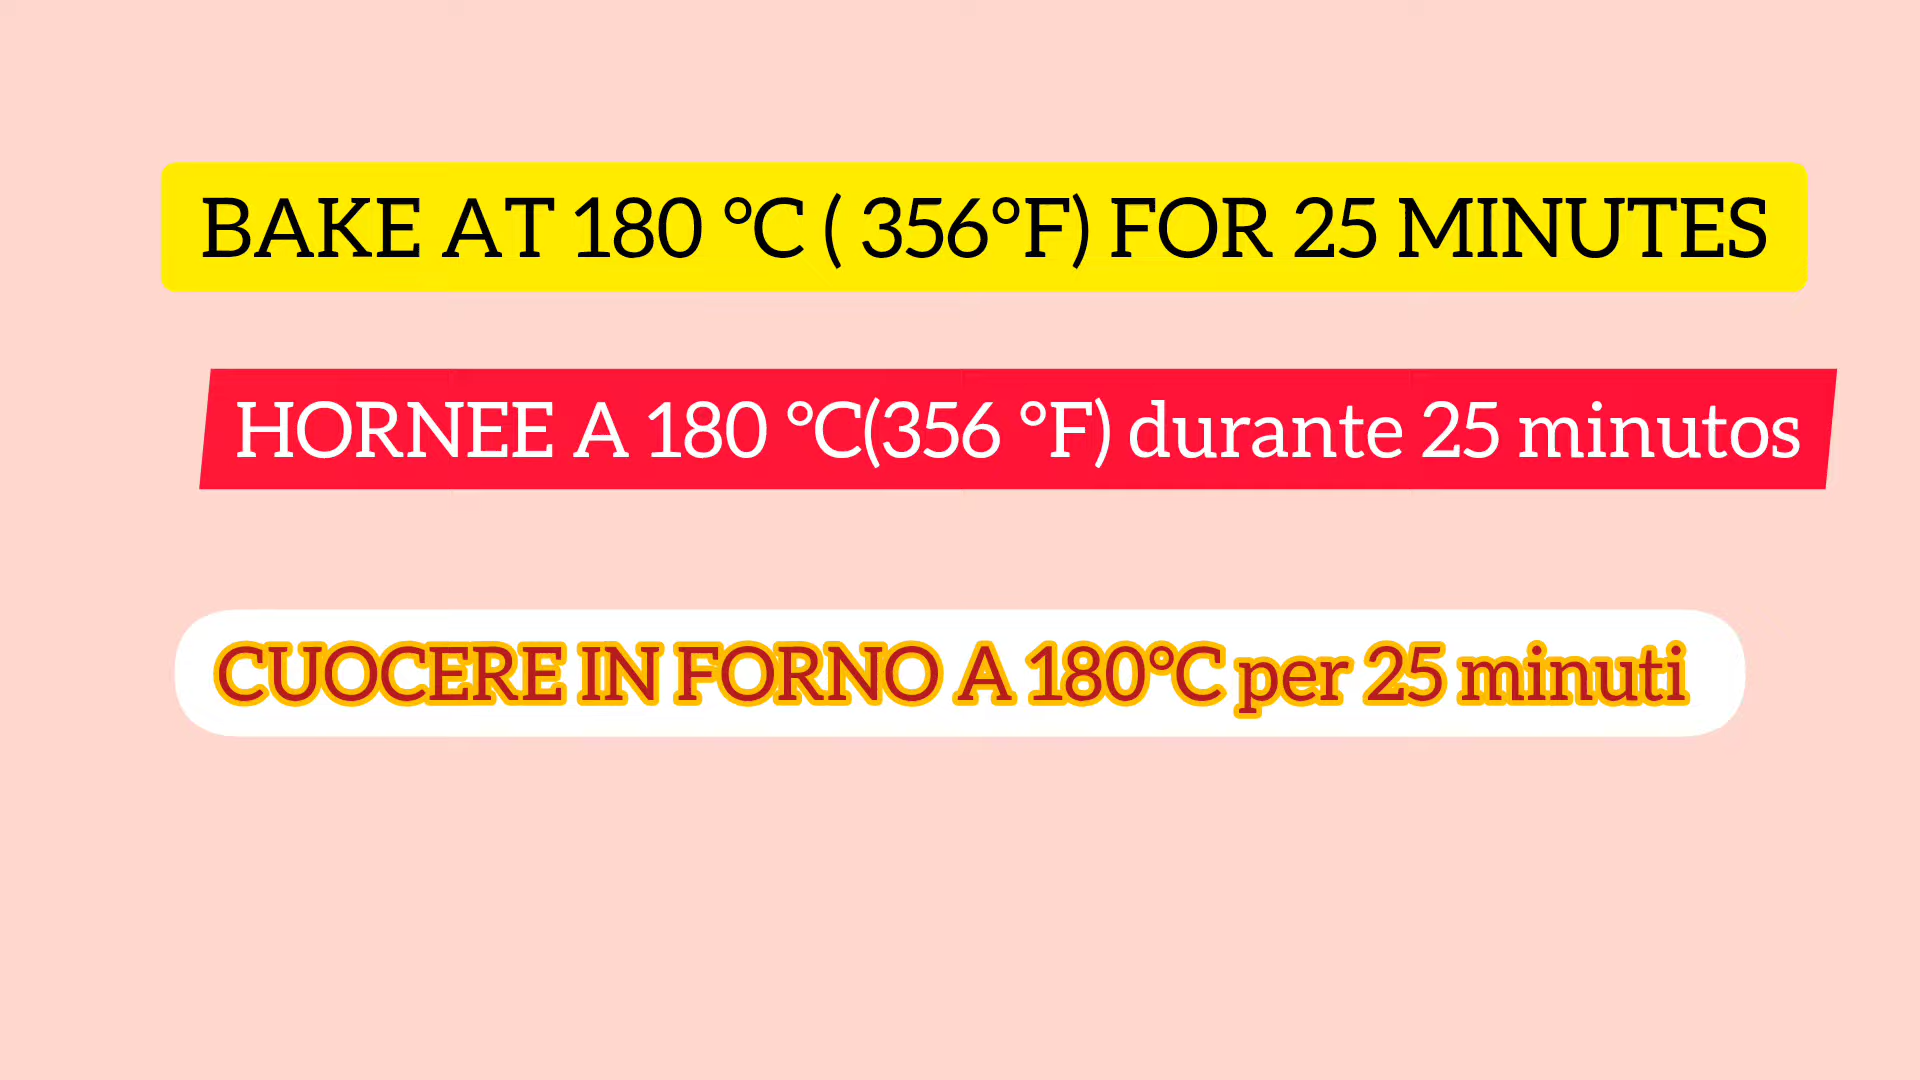 BAKE AT 180 °C ( 356°F) FOR 25 MINUTES
HORNEE A 180 °C(356 °F) durante 25 minutos
CUOCERE IN FORNO A 180°C per 25 minuti